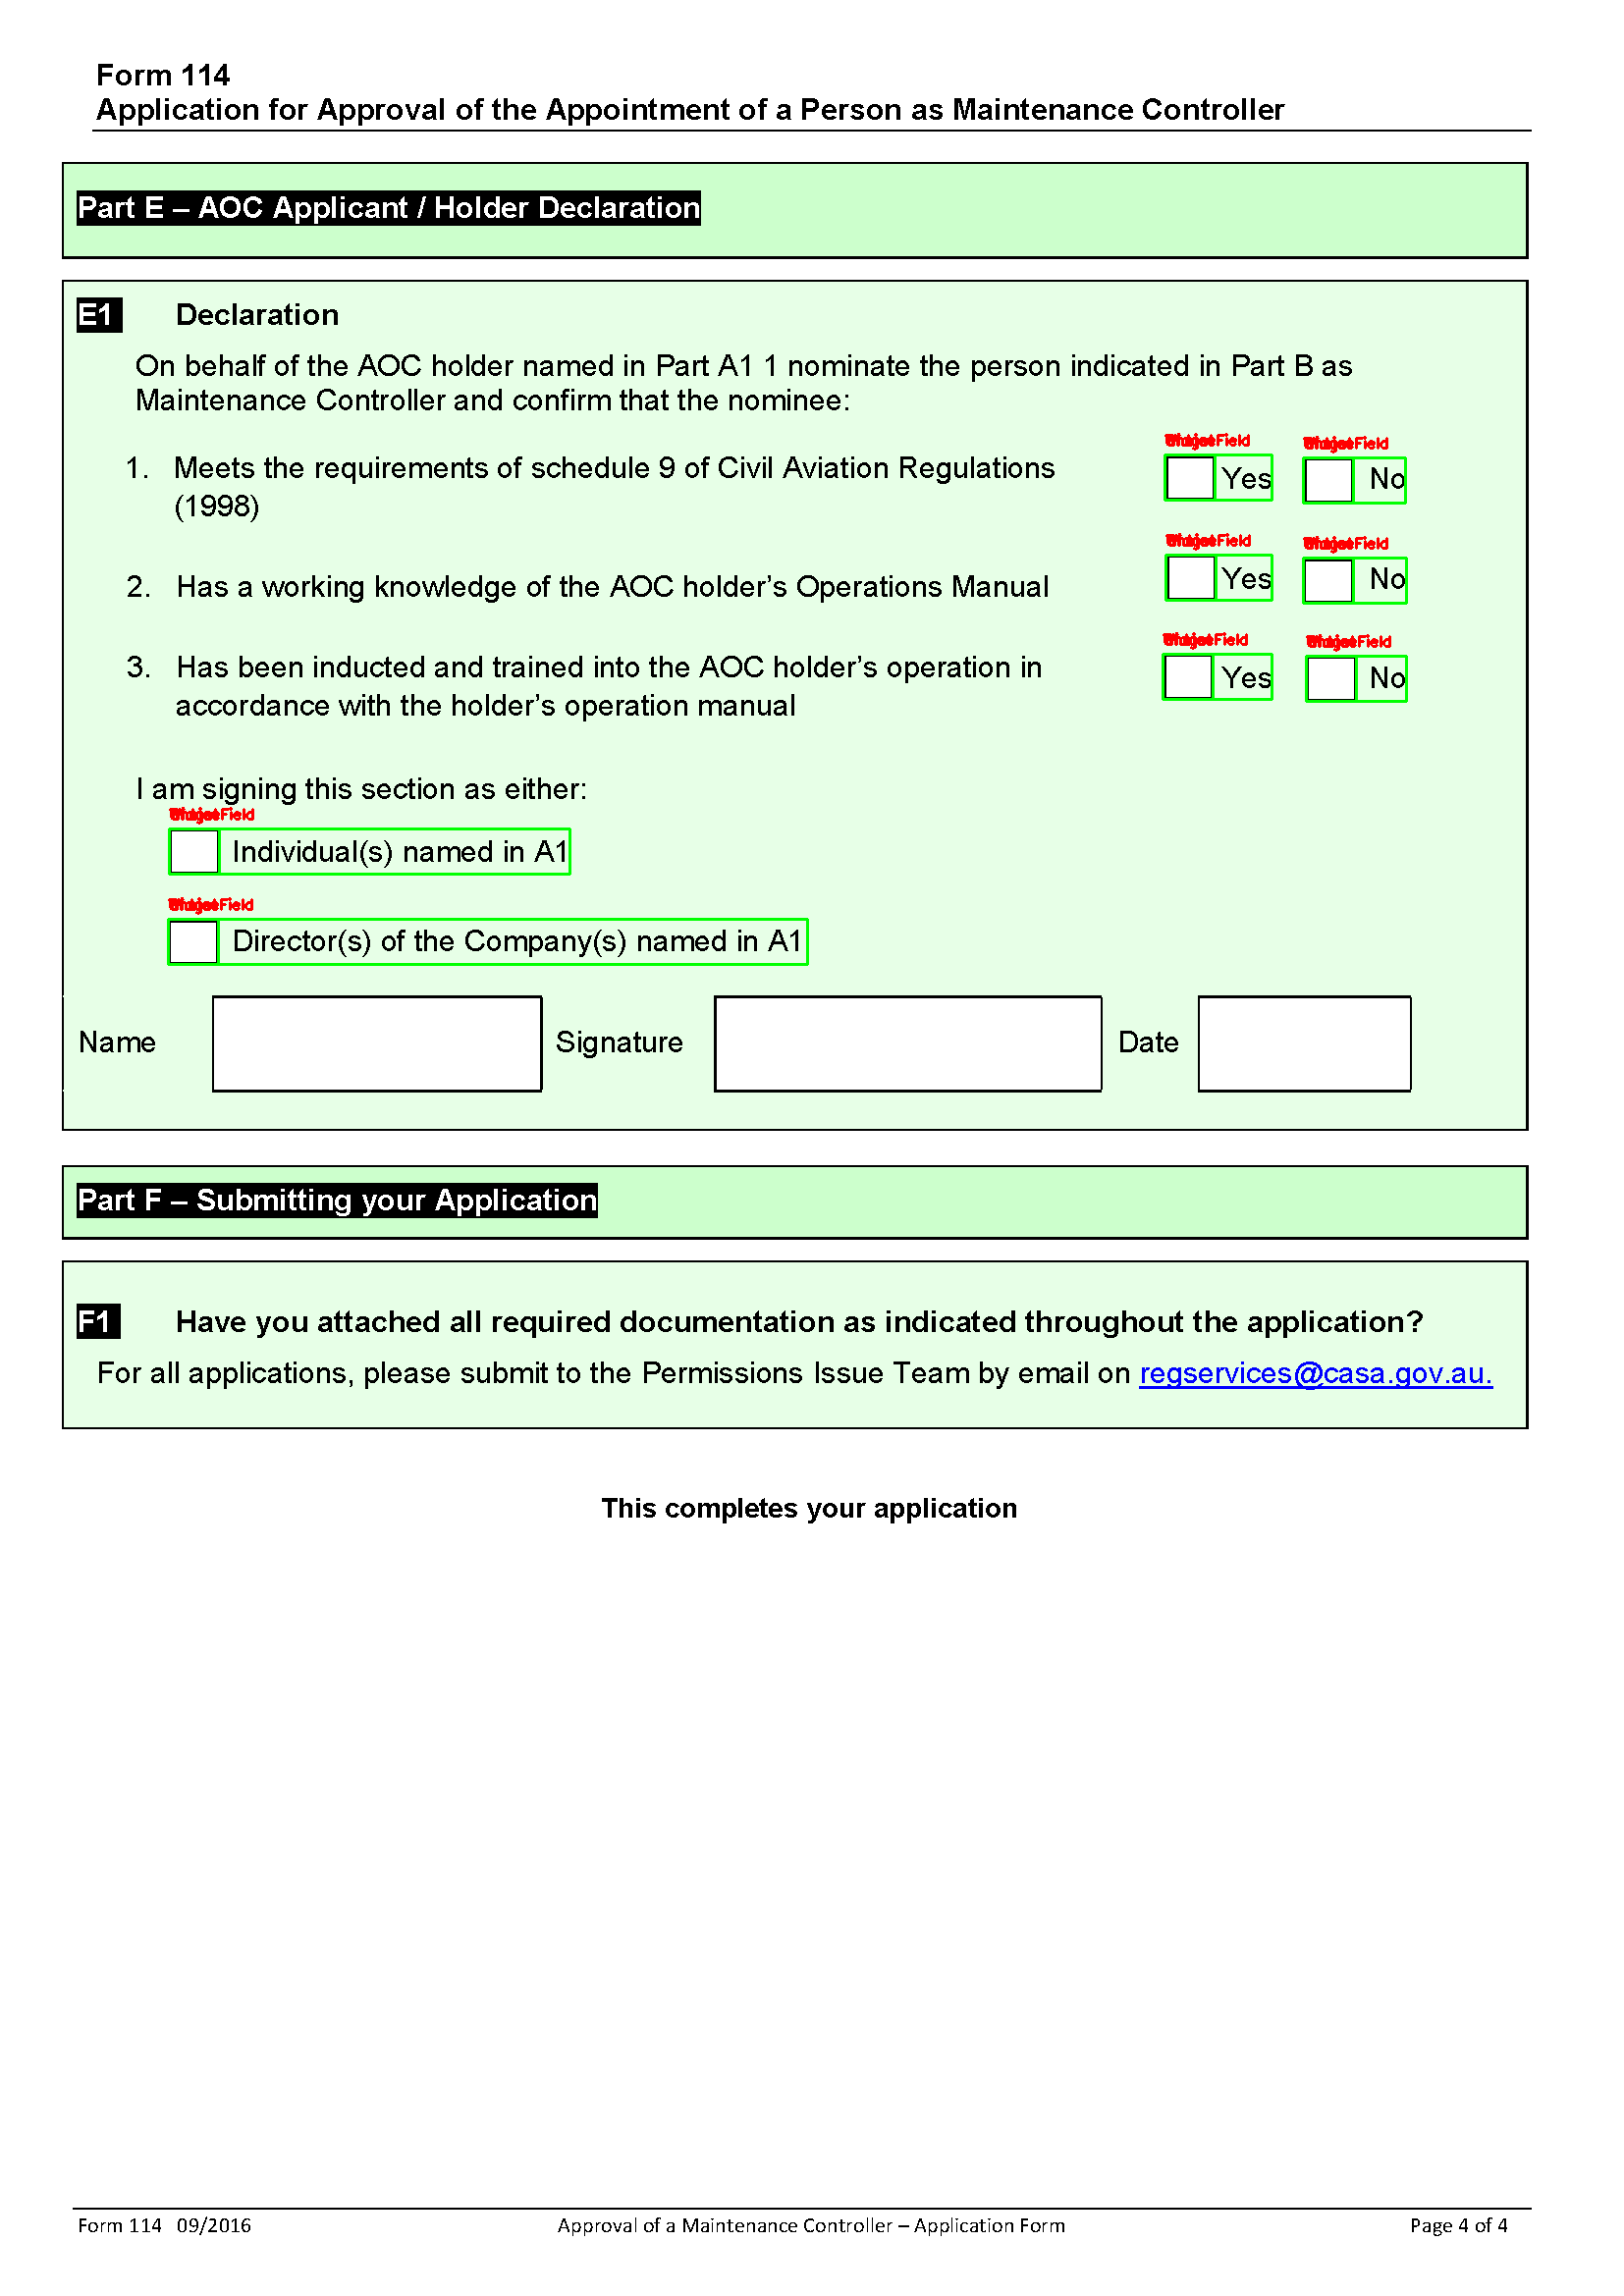 Form 114
Application for Approval of the Appointment of a Person as Maintenance Controller
Part E – AOC Applicant / Holder Declaration
E1 Declaration
On behalf of the AOC holder named in Part A1 1 nominate the person indicated in Part B as
Maintenance Controller and confirm that the nominee:
1. Meets the requirements of schedule 9 of Civil Aviation Regulations
(1998)
Field Field
Yes No
2. Has a working knowledge of the AOC holder’s Operations Manual
Field Field
Yes No
3. Has been inducted and trained into the AOC holder’s operation in
accordance with the holder’s operation manual
Field Field
Yes No
I am signing this section as either:
Field
Individual(s) named in A1
Field
Director(s) of the Company(s) named in A1
Name Signature Date
Part F – Submitting your Application
F1 Have you attached all required documentation as indicated throughout the application?
For all applications, please submit to the Permissions Issue Team by email on regservices@casa.gov.au.
This completes your application
Form 114 09/2016 Approval of a Maintenance Controller – Application Form Page 4 of 4